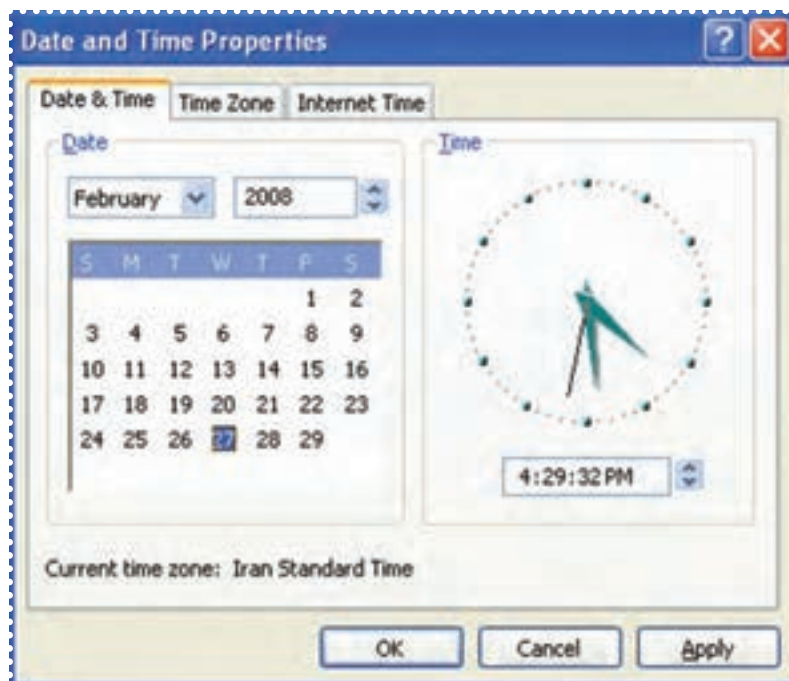 Date and Time Properties
Date & Time Time Zone Internet Time
Date
February 2008
S M T W T F S
1 2
3 4 5 6 7 8 9
10 11 12 13 14 15 16
17 18 19 20 21 22 23
24 25 26 27 28 29
Time
4:29:32 PM
Current time zone: Iran Standard Time
OK Cancel Apply